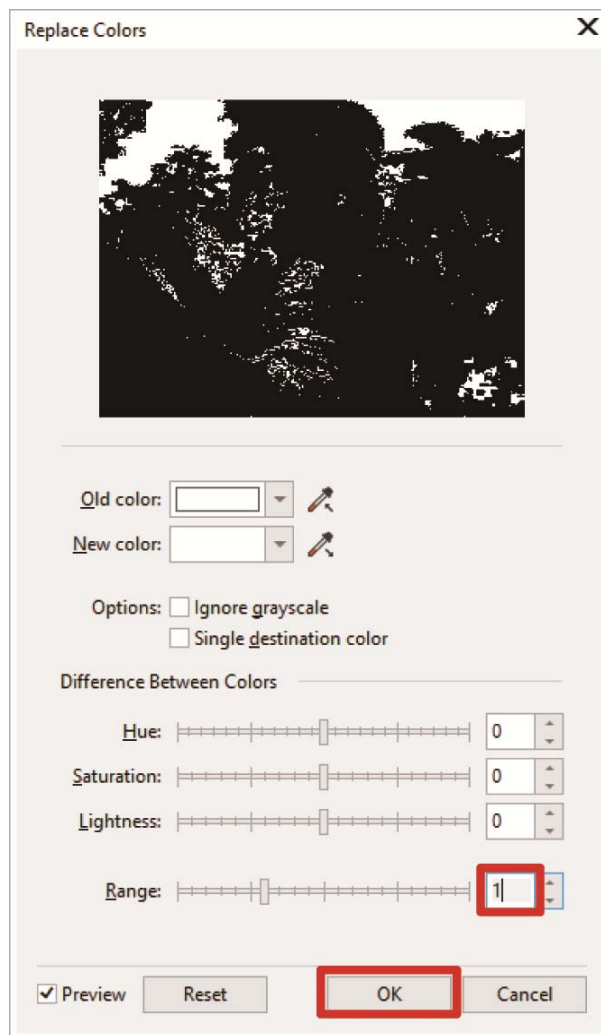 Replace Colors
Old color:
New color:
Options: Ignore grayscale
Single destination color
Difference Between Colors
Hue: 0
Saturation: 0
Lightness: 0
Range: 1
Preview Reset OK Cancel